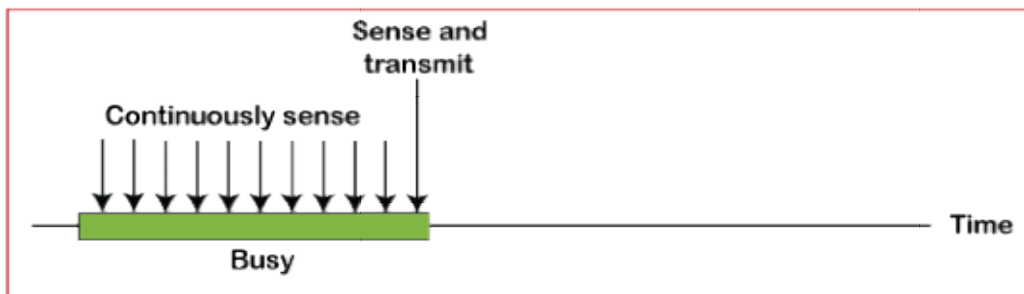 Sense and
transmit
Continuously sense
Time
Busy